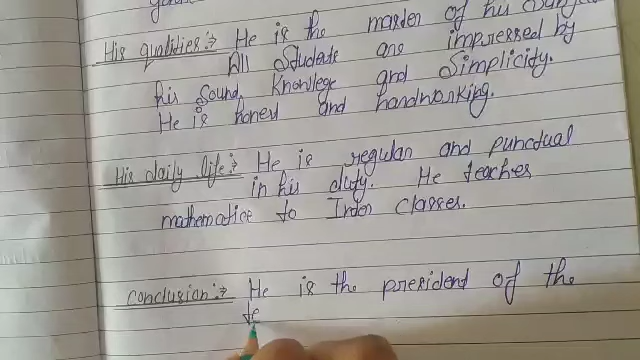 His qualities :→ He is the master of his
All Students are impressed by
his sound Knowlege and Simplicity.
He is honest and hardworking.
His daily life :→ He is regular and punctual
in his duty. He teaches
mathematics to Inter Classes.
Conclusion :→ He is the president of the
te